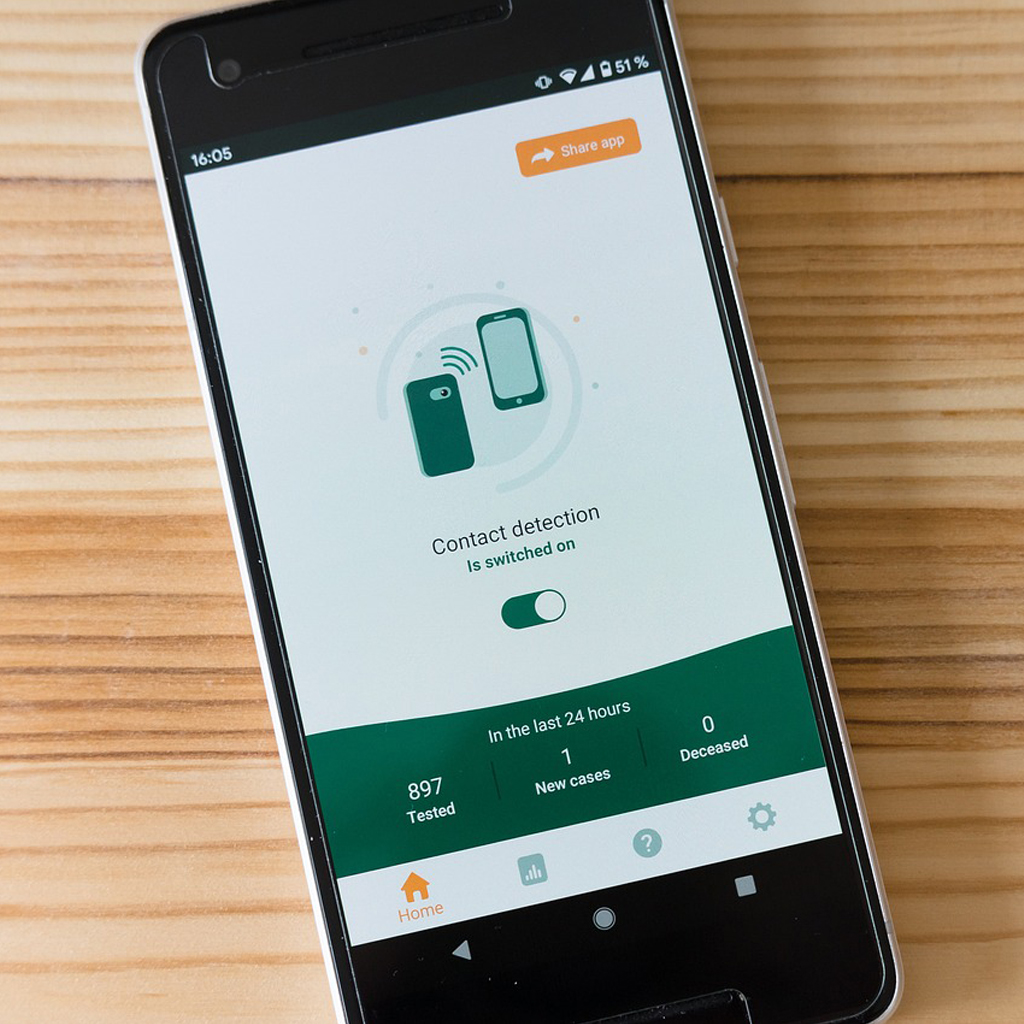 16:05
51 %
Share app
Contact detection
Is switched on
In the last 24 hours
897
Tested
1
New cases
0
Deceased
?
Home